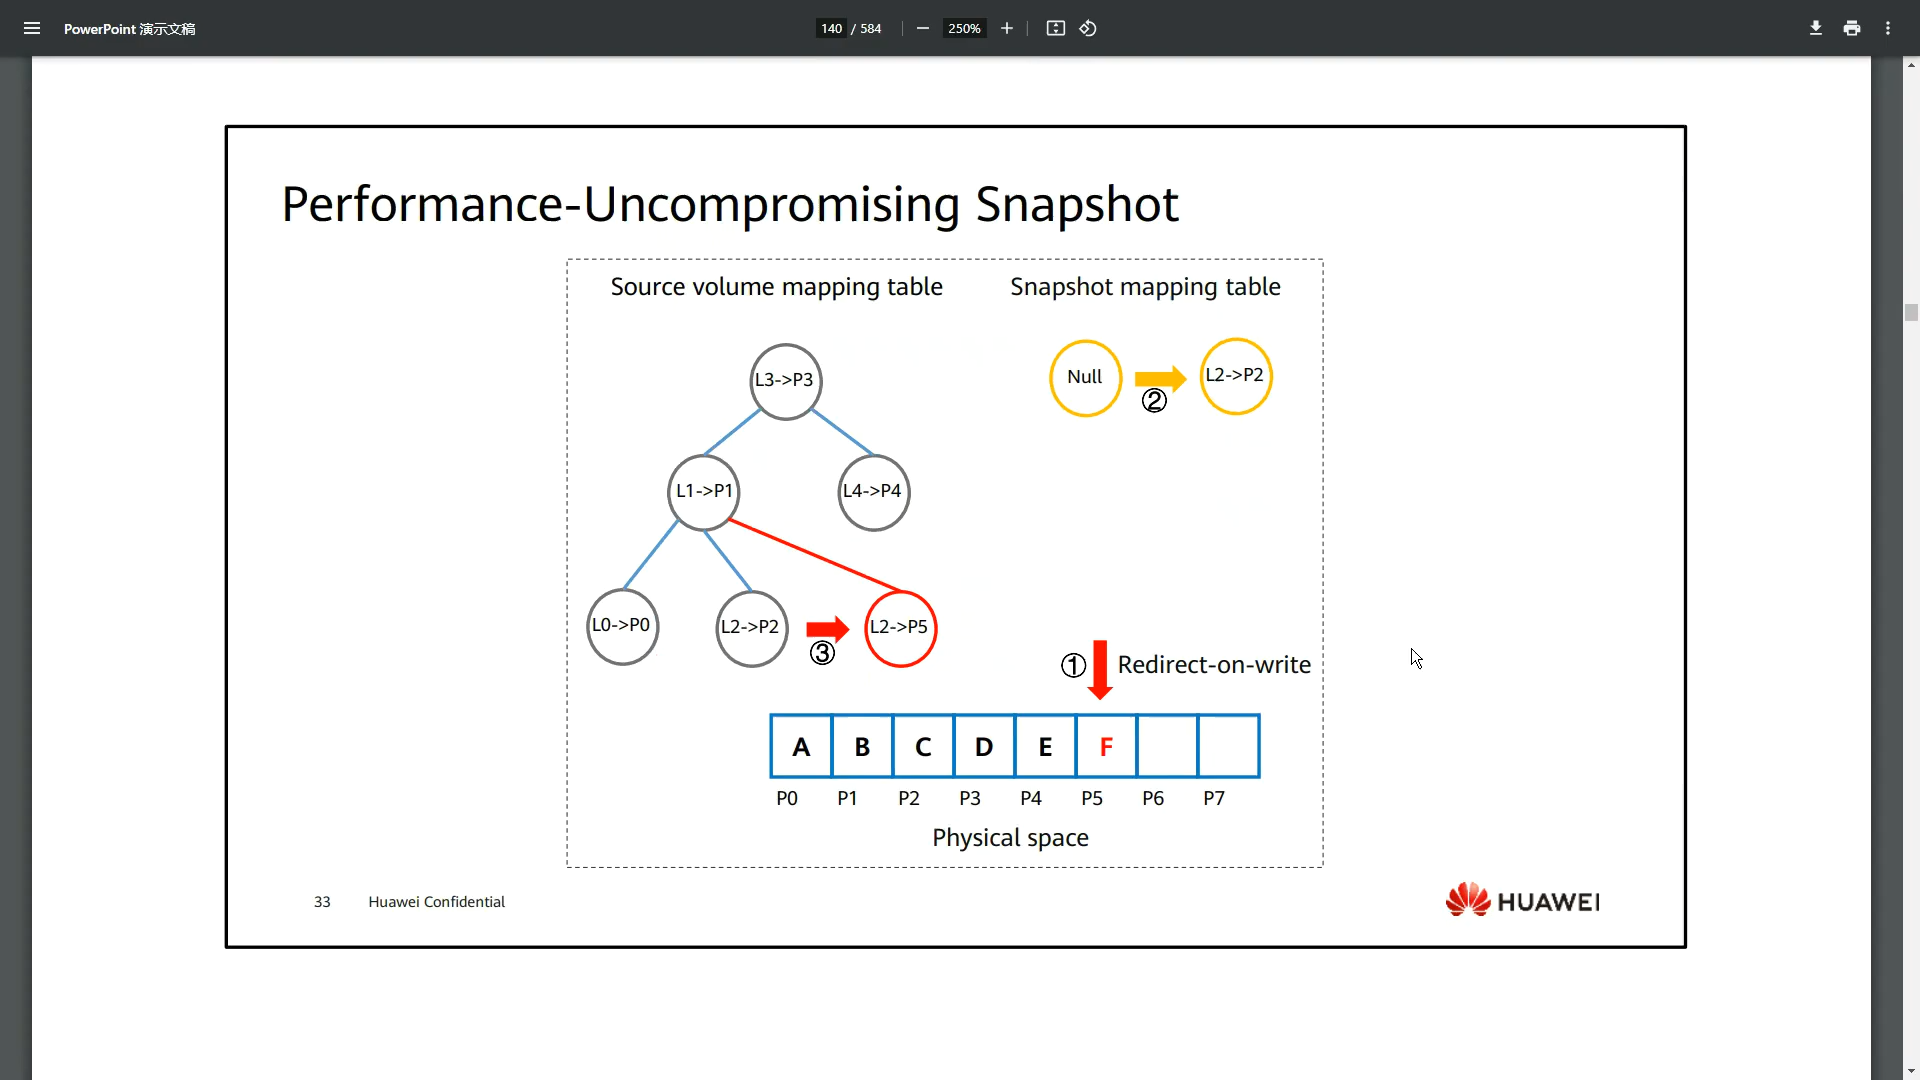 PowerPoint 演示文稿
140 / 584
250%
Performance-Uncompromising Snapshot
Source volume mapping table
Snapshot mapping table
L3->P3
Null
②
L2->P2
L1->P1
L4->P4
L0->P0
L2->P2
③
L2->P5
① Redirect-on-write
A B C D E F
P0 P1 P2 P3 P4 P5 P6 P7
Physical space
33 Huawei Confidential
HUAWEI